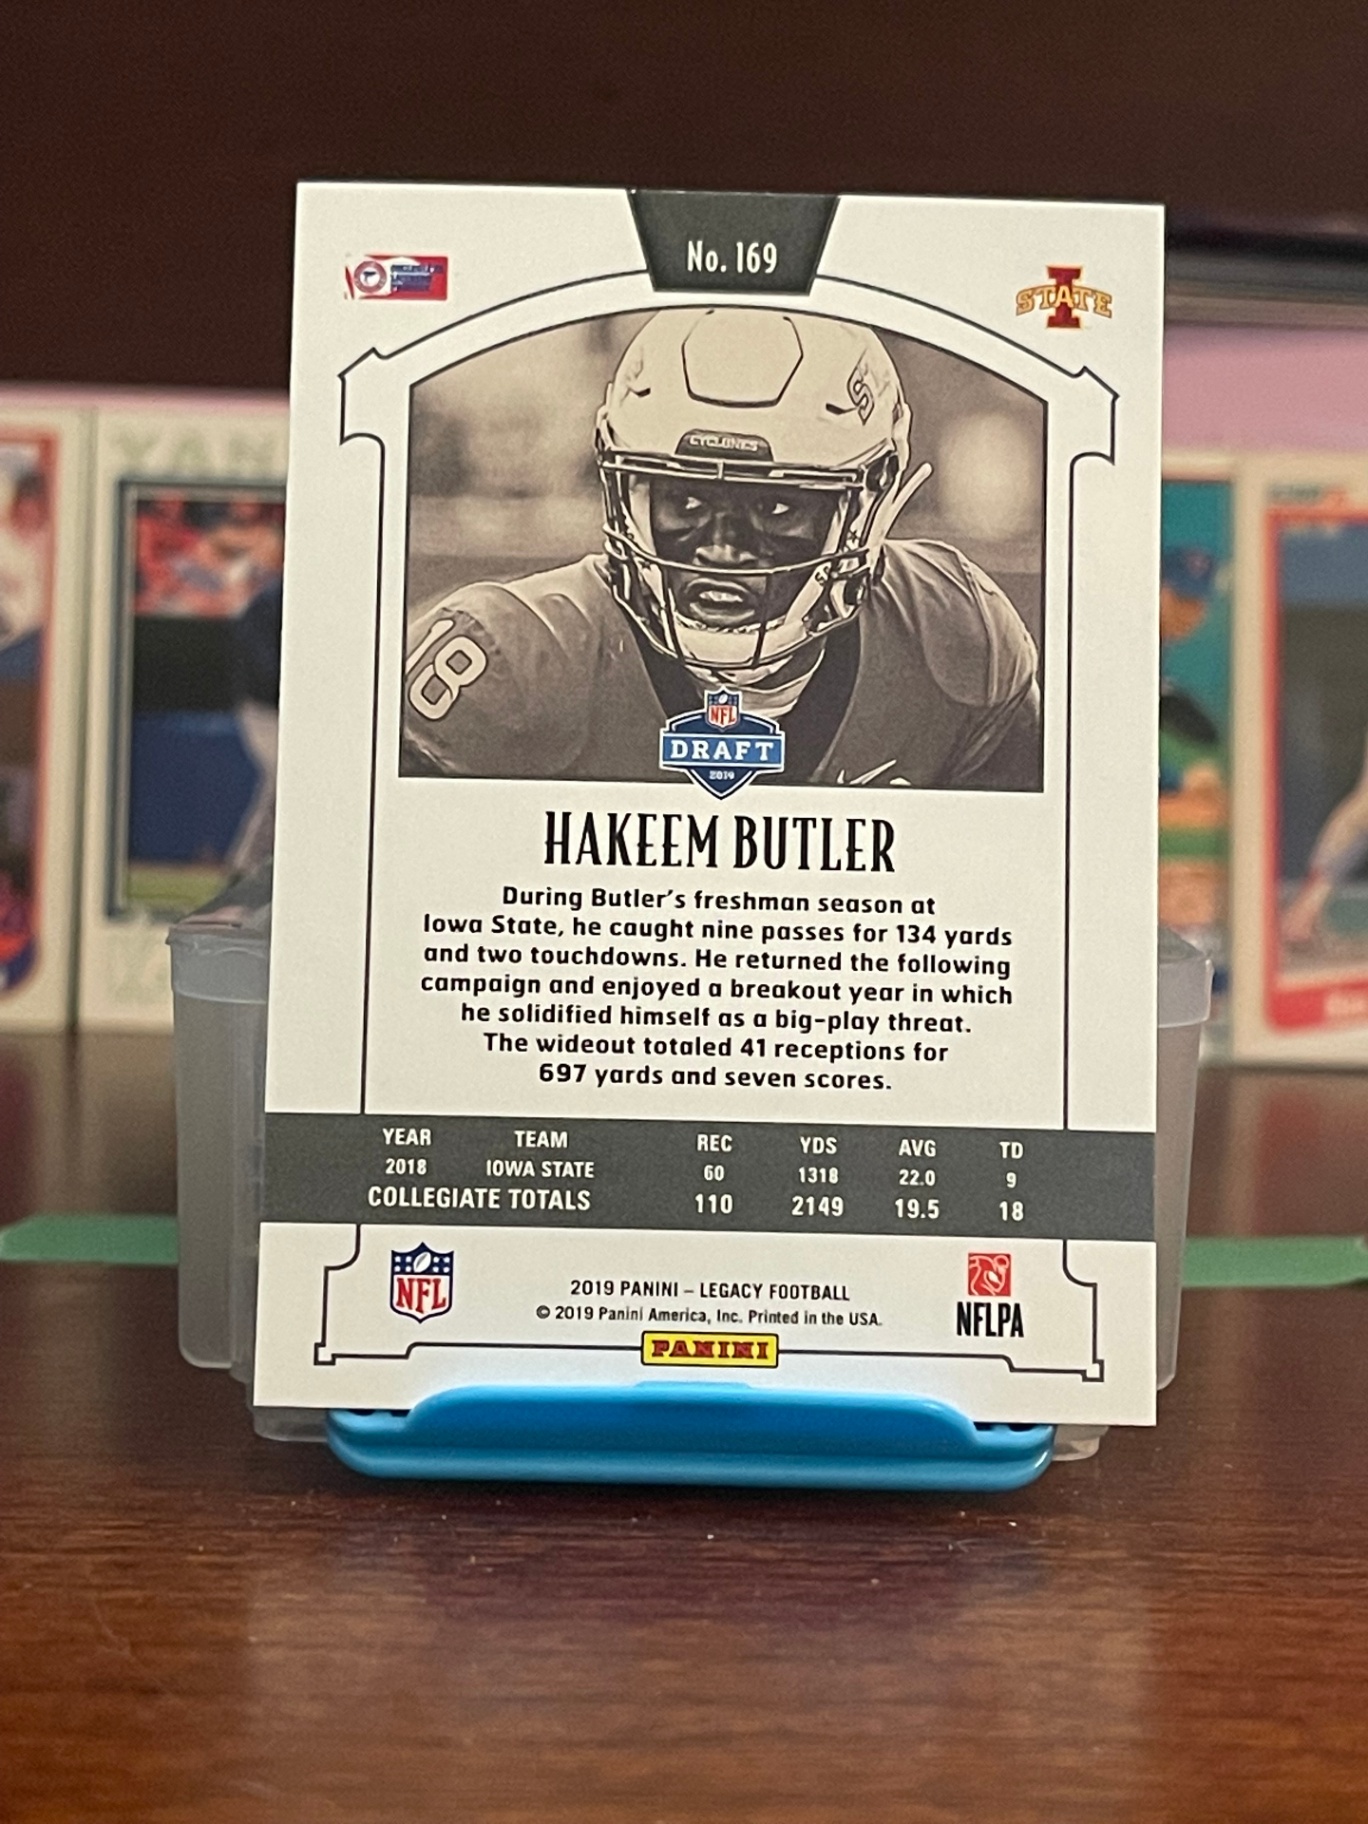 No. 169
STATE
CYCLONES
18
NFL
DRAFT
2019
HAKEEM BUTLER
During Butler's freshman season at
Iowa State, he caught nine passes for 134 yards
and two touchdowns. He returned the following
campaign and enjoyed a breakout year in which
he solidified himself as a big-play threat.
The wideout totaled 41 receptions for
697 yards and seven scores.
YEAR TEAM REC YDS AVG TD
2018 IOWA STATE 60 1318 22.0 9
COLLEGIATE TOTALS 110 2149 19.5 18
NFL
2019 PANINI – LEGACY FOOTBALL
© 2019 Panini America, Inc. Printed in the USA.
NFLPA
PANINI